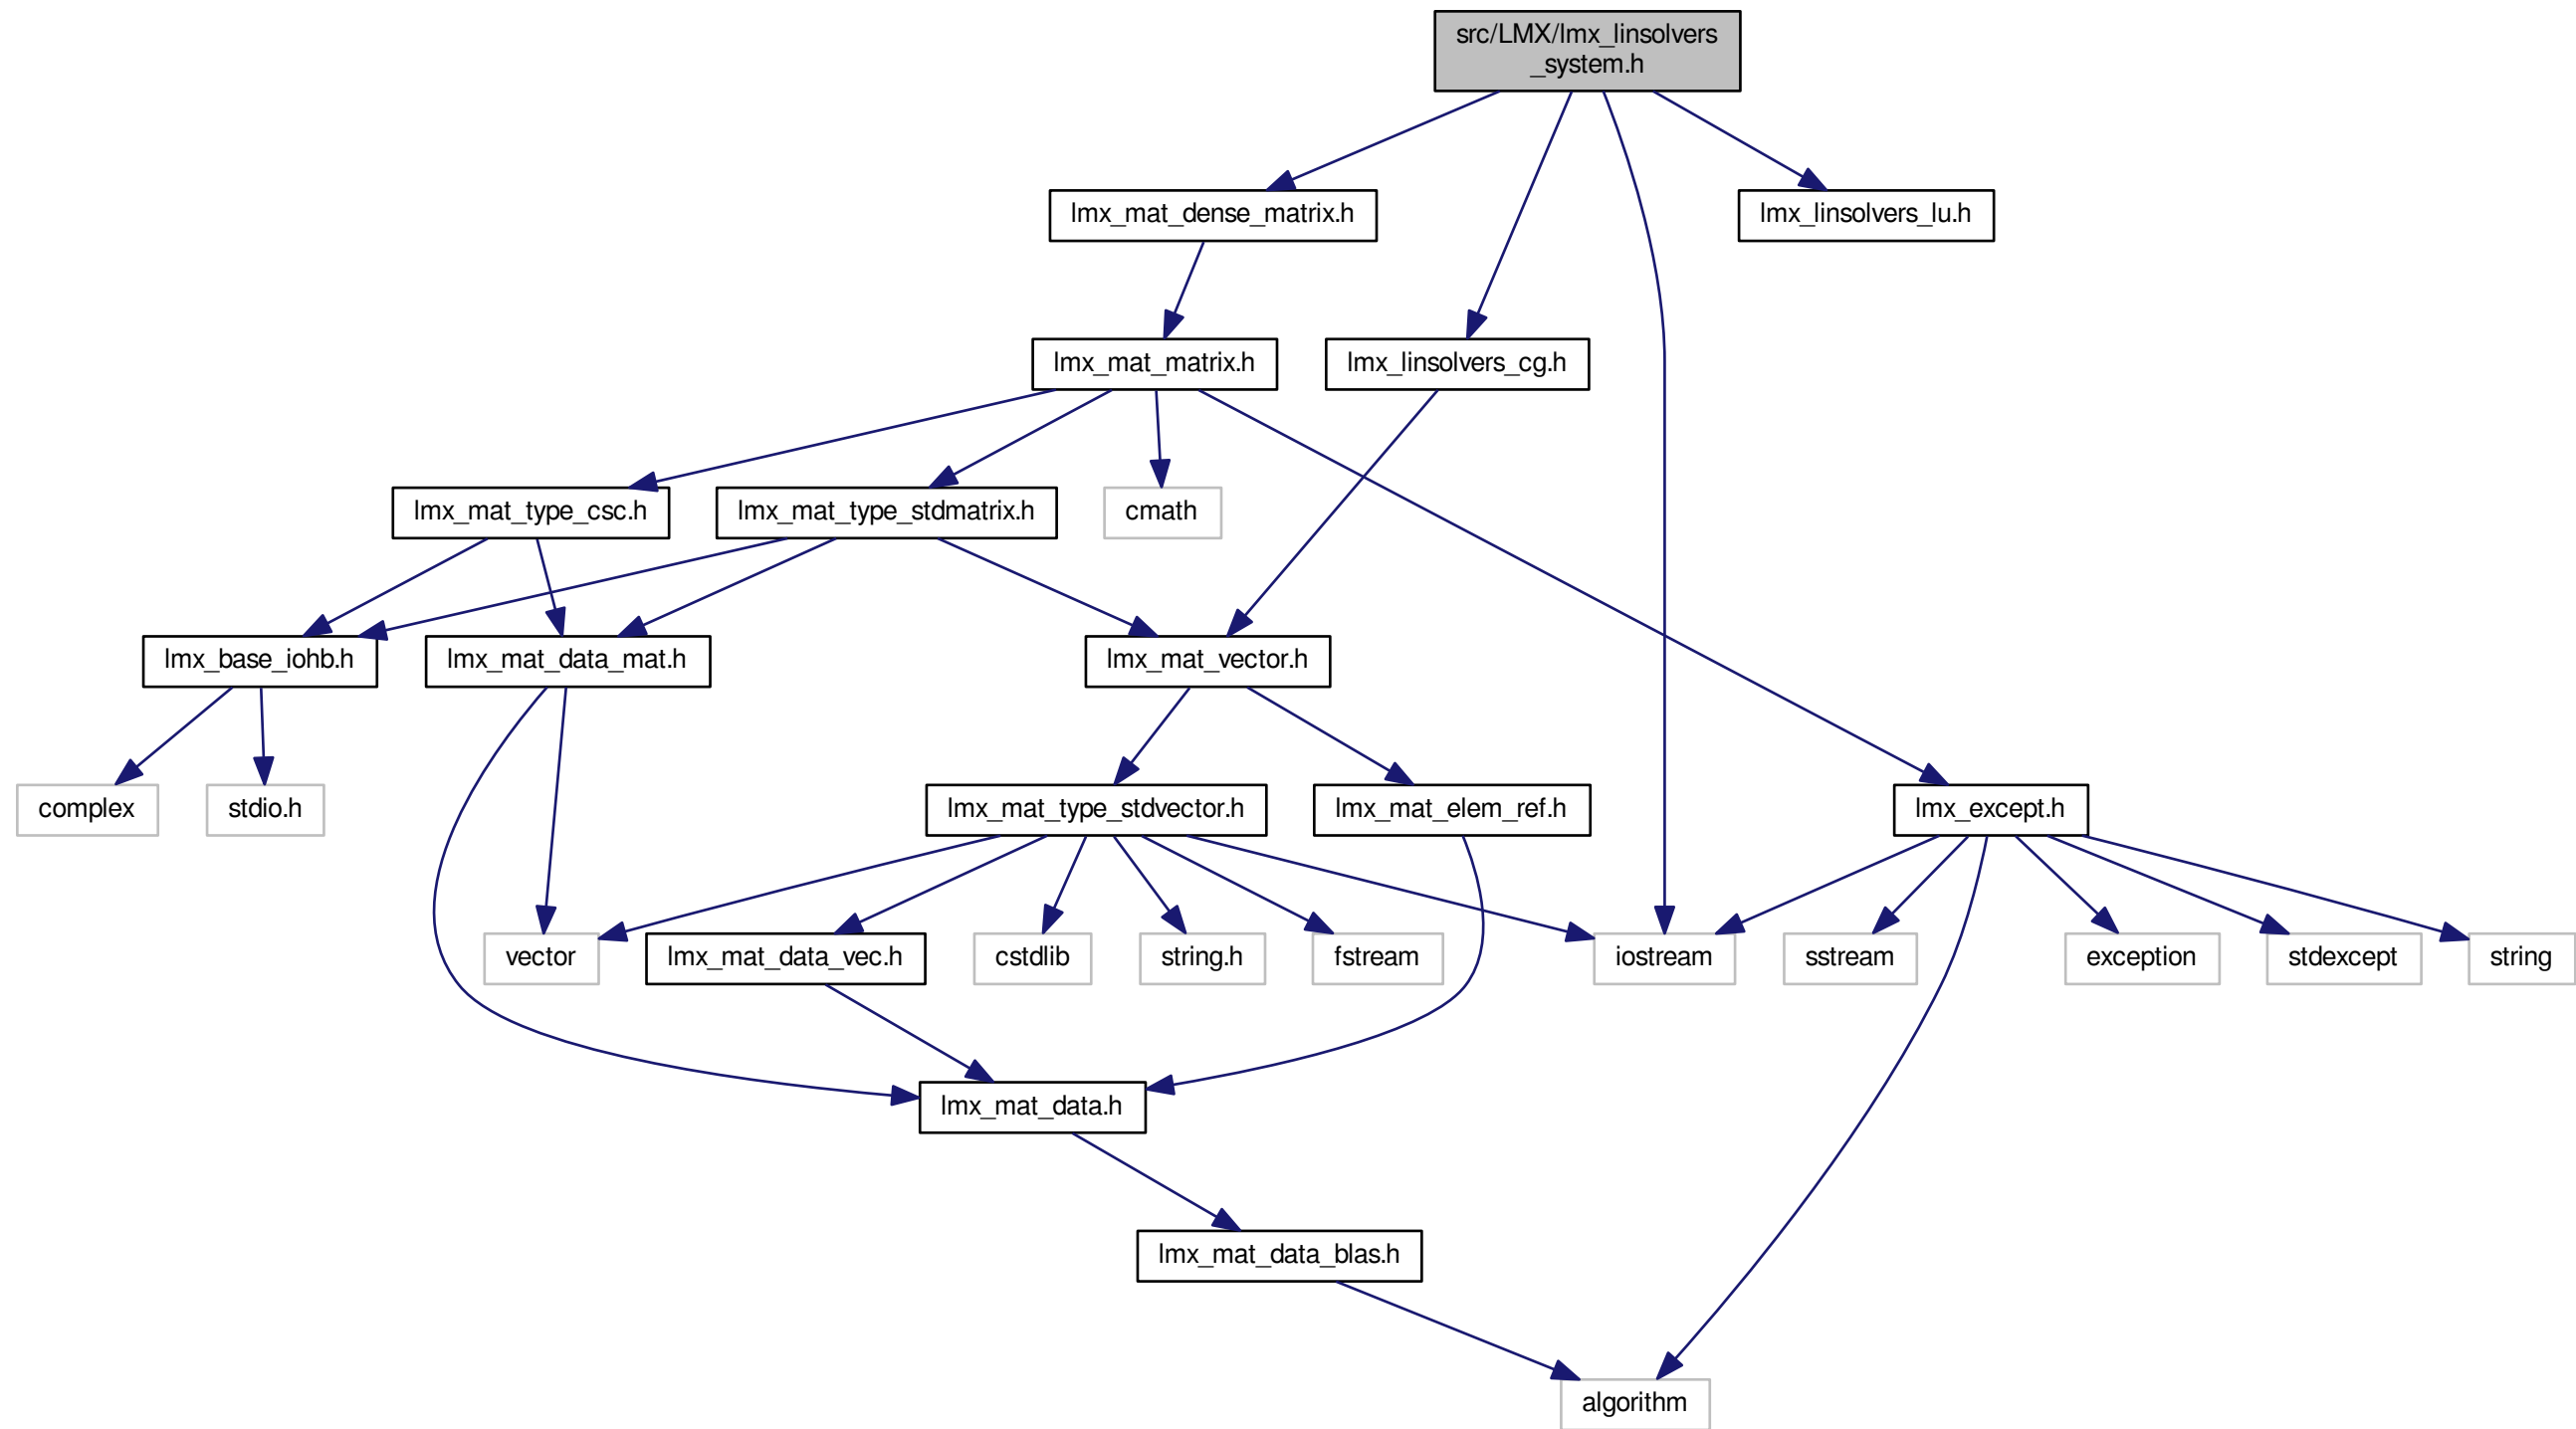 src/LMX/lmx_linsolvers
_system.h
lmx_mat_dense_matrix.h
lmx_linsolvers_lu.h
lmx_mat_matrix.h
lmx_linsolvers_cg.h
lmx_mat_type_csc.h
lmx_mat_type_stdmatrix.h
cmath
lmx_base_iohb.h
lmx_mat_data_mat.h
lmx_mat_vector.h
complex
stdio.h
lmx_mat_type_stdvector.h
lmx_mat_elem_ref.h
lmx_except.h
vector
lmx_mat_data_vec.h
cstdlib
string.h
fstream
iostream
sstream
exception
stdexcept
string
lmx_mat_data.h
lmx_mat_data_blas.h
algorithm